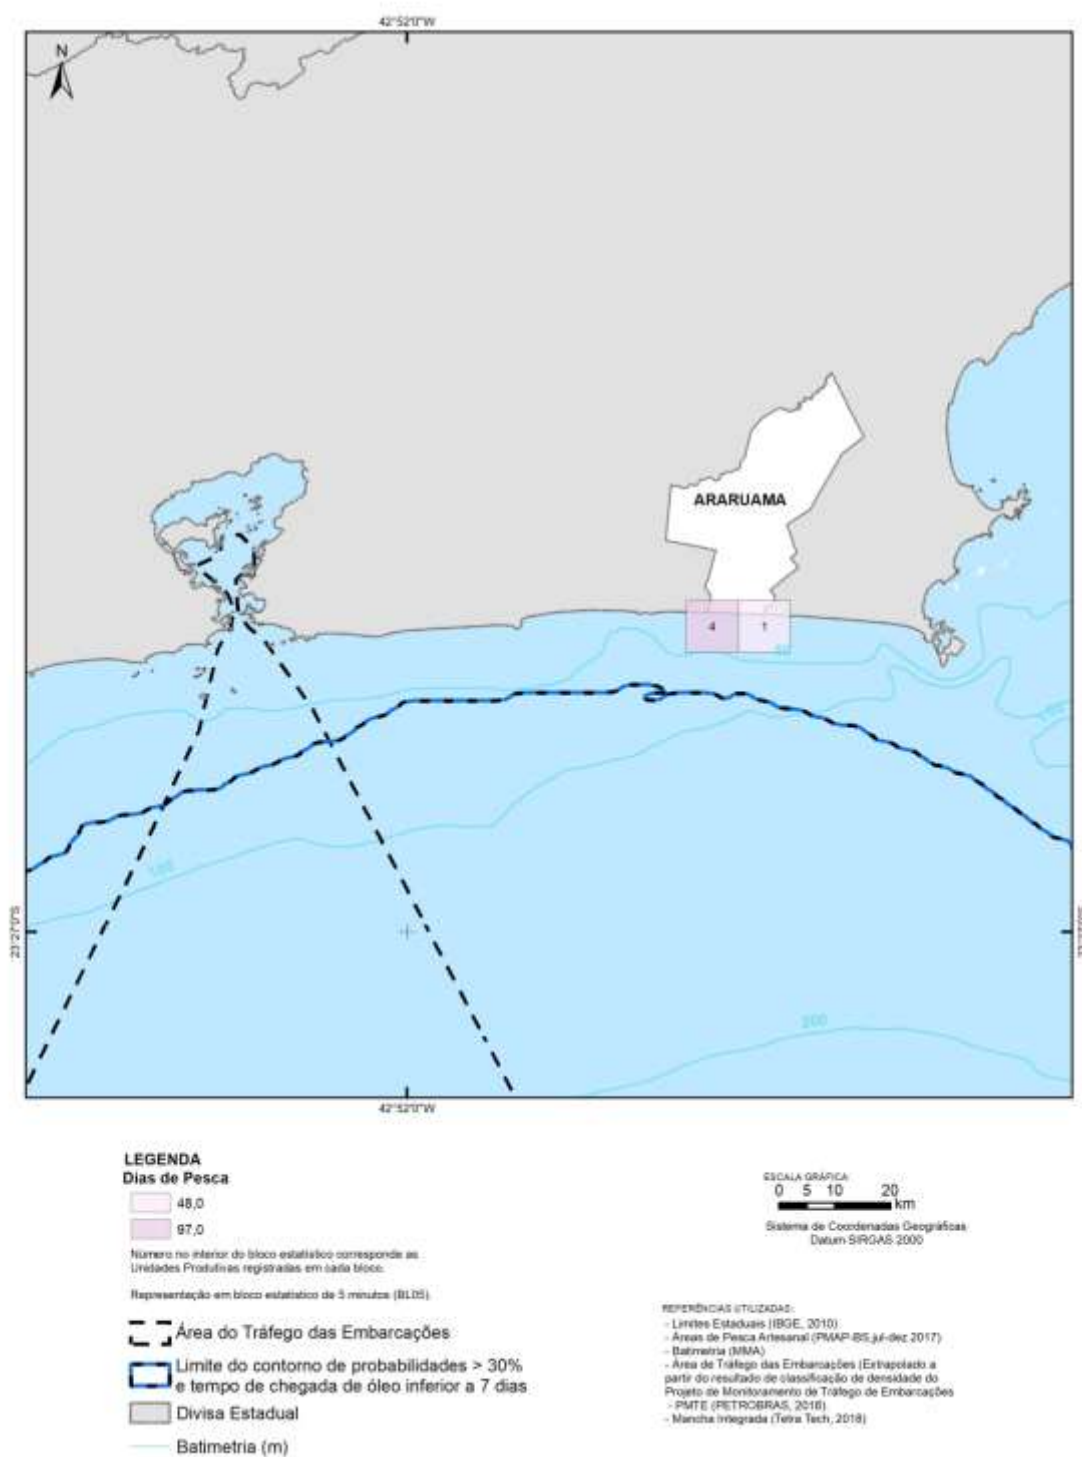 42°52'0"W
N
ARARUAMA
4
1
50
100
23°27'0"S
200
42°52'0"W
LEGENDA
Dias de Pesca
48,0
97,0
Número no interior do bloco estatístico corresponde as
Unidades Produtivas registradas em cada bloco.
Representação em bloco estatístico de 5 minutos (BL05).
Área do Tráfego das Embarcações
Limite do contorno de probabilidades > 30%
e tempo de chegada de óleo inferior a 7 dias
Divisa Estadual
Batimetria (m)
ESCALA GRÁFICA:
0 5 10 20
km
Sistema de Coordenadas Geográficas
Datum SIRGAS 2000
REFERÊNCIAS UTILIZADAS:
- Limites Estaduais (IBGE, 2010)
- Áreas de Pesca Artesanal (PMAP-BS,jul-dez 2017)
- Batimetria (MMA)
- Área de Tráfego das Embarcações (Extrapolado a
partir do resultado de classificação de densidade do
Projeto de Monitoramento de Tráfego de Embarcações
- PMTE (PETROBRAS, 2016)
- Mancha Integrada (Tetra Tech, 2018)